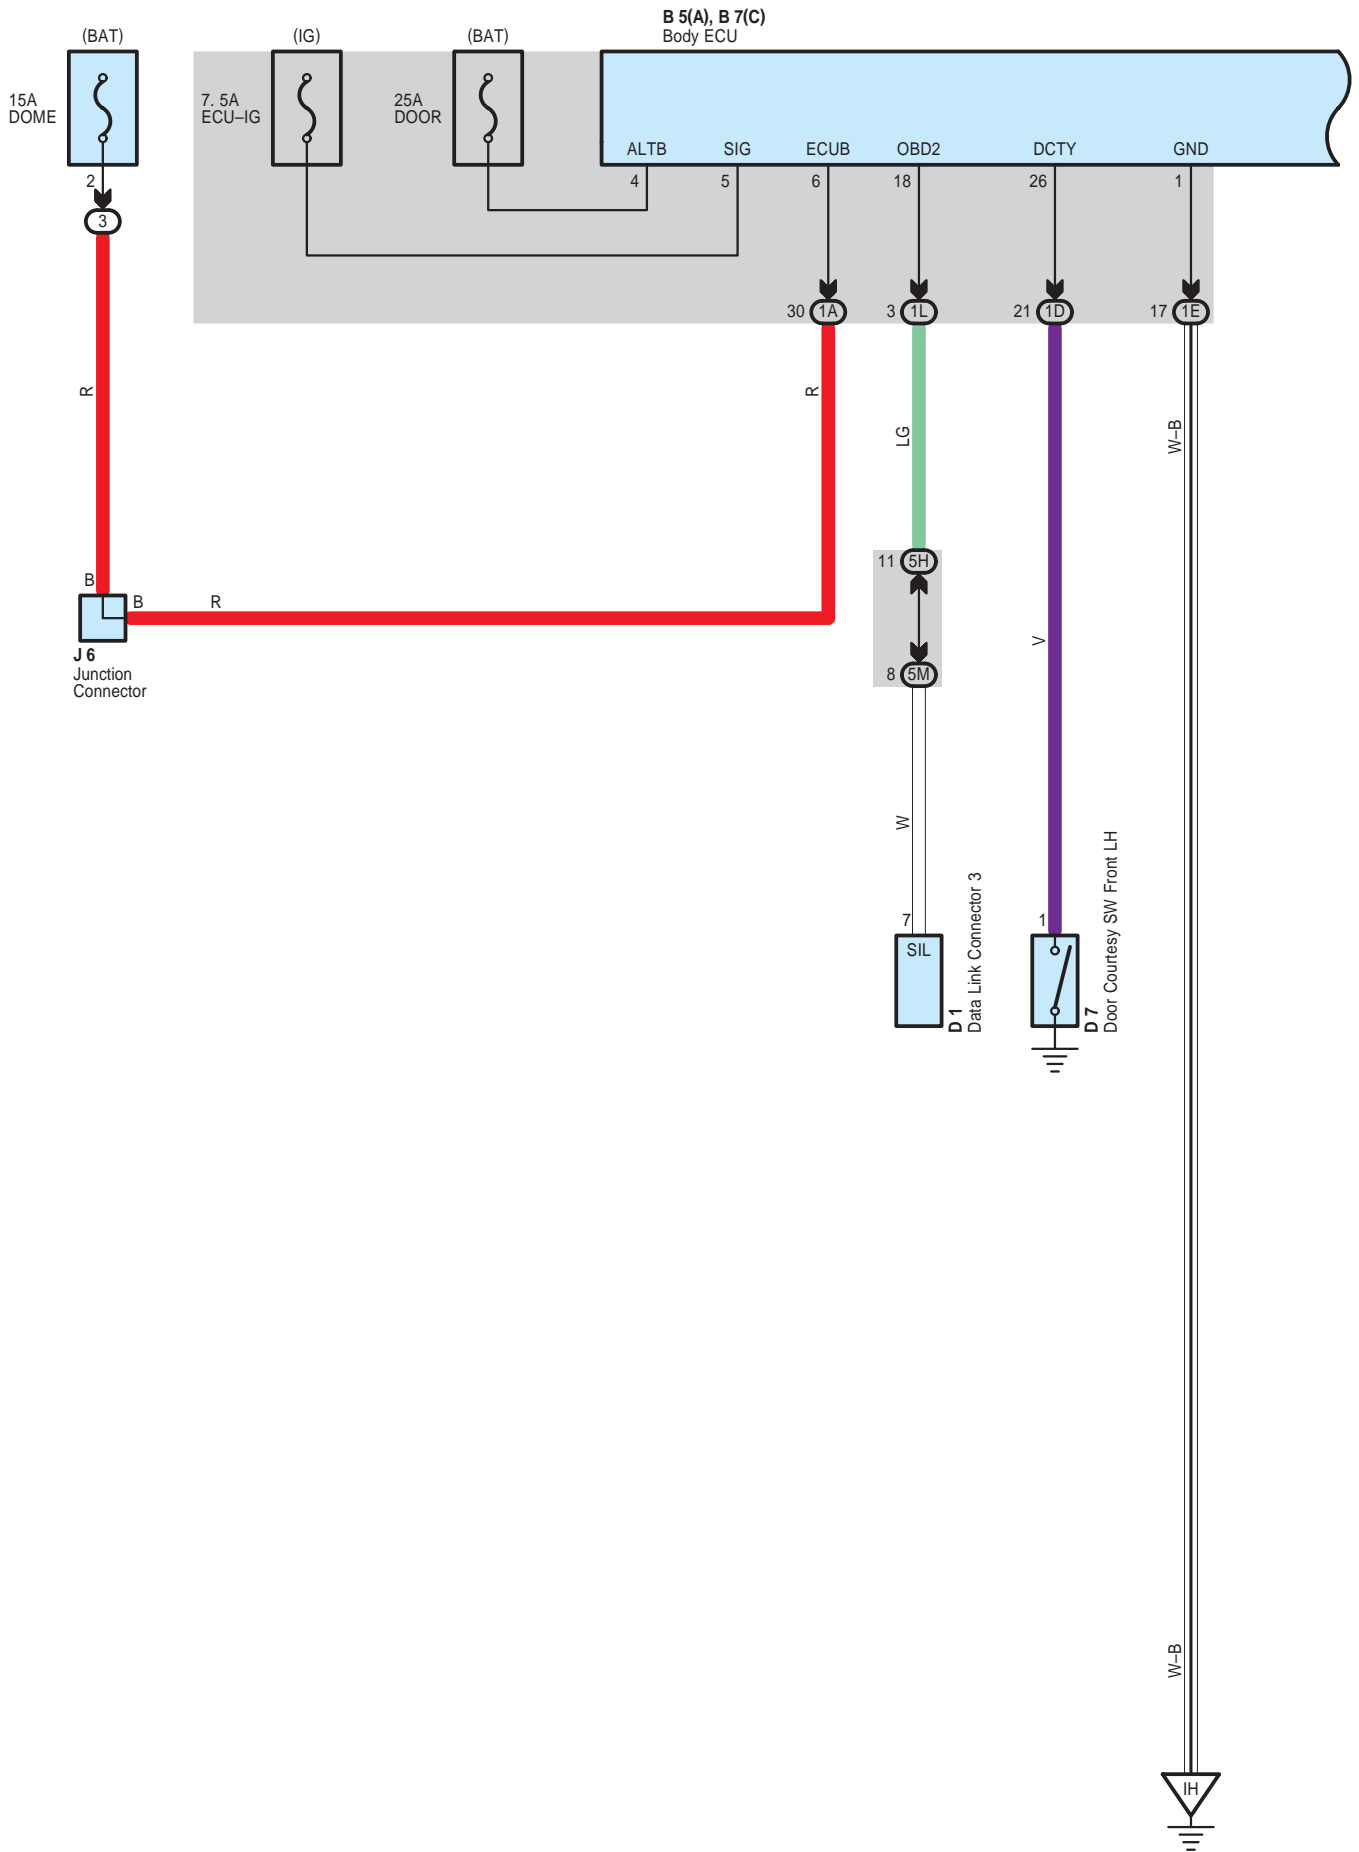 B 5(A), B 7(C)
Body ECU
(BAT)
(IG)
(BAT)
15A
DOME
7. 5A
ECU–IG
25A
DOOR
ALTB
SIG
ECUB
OBD2
DCTY
GND
2
4
5
6
18
26
1
3
30
1A
3
1L
21
1D
17
1E
R
R
LG
W–B
11
5H
B
B
R
J 6
Junction
Connector
V
8
5M
W
7
SIL
D 1
Data Link Connector 3
1
D 7
Door Courtesy SW Front LH
W–B
IH